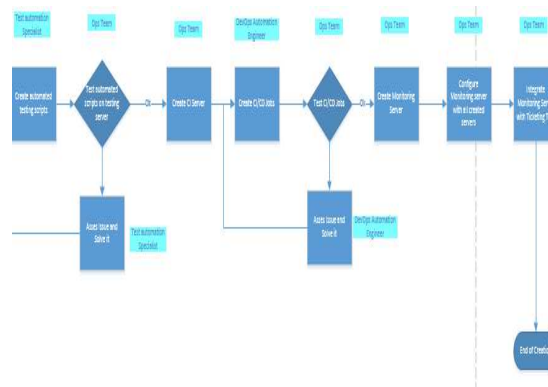 Test automation
Specialist
Ops Team
Ops Team
DevOps Automation
Engineer
Ops Team
Ops Team
Ops Team
Ops Team
Create automated
testing scripts
Test automated
scripts on testing
server
Ok
Create CI Server
Create CI/CD Jobs
Test CI/CD Jobs
Ok
Create Monitoring
Server
Configure
Monitoring server
with all created
servers
Integrate
Monitoring Serv
with Ticketing T
Asses Issue and
Solve it
Test automation
Specialist
Asses Issue and
Solve it
DevOps Automation
Engineer
End of Creatio